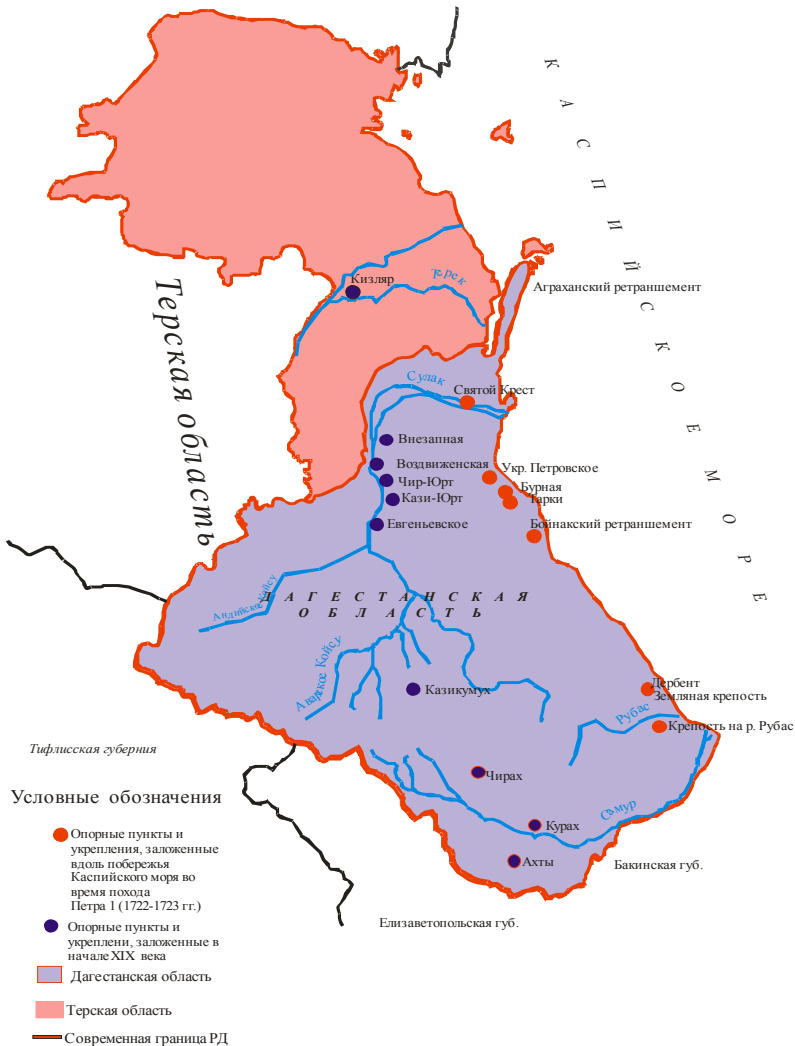 К А С П И Й С К О Е М О Р Е
Терек
Кизляр
Аграханский ретраншемент
Терская область
Сулак
Святой Крест
Внезапная
Воздвиженская
Укр. Петровское
Чир-Юрт
Бурная
Кази-Юрт
Тарки
Евгеньевское
Бойнакский ретраншемент
Андийское Койсу
Д А Г Е С Т А Н С К А Я
О Б Л А С Т Ь
Аварское Койсу
Казикумух
Дербент
Земляная крепость
Рубас
Крепость на р. Рубас
Тифлисская губерния
Чирах
Самур
Курах
Ахты
Бакинская губ.
Елизаветопольская губ.
Условные обозначения
Опорные пункты и
укрепления, заложенные
вдоль побережья
Каспийского моря во
время похода
Петра 1 (1722-1723 гг.)
Опорные пункты и
укреплени, заложенные в
начале XIX века
Дагестанская область
Терская область
Современная граница РД